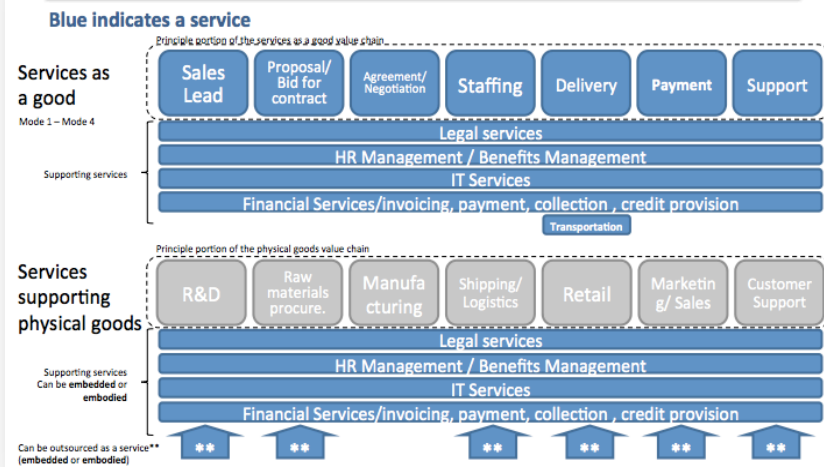 Blue indicates a service
Principle portion of the services as a good value chain
Services as
a good
Mode 1 – Mode 4
Sales
Lead
Proposal/
Bid for
contract
Agreement/
Negotiation
Staffing
Delivery
Payment
Support
Supporting services
Legal services
HR Management / Benefits Management
IT Services
Financial Services/invoicing, payment, collection , credit provision
Transportation
Principle portion of the physical goods value chain
Services
supporting
physical goods
R&D
Raw
materials
procure.
Manufa
cturing
Shipping/
Logistics
Retail
Marketin
g/ Sales
Customer
Support
Supporting services
Can be embedded or
embodied
Legal services
HR Management / Benefits Management
IT Services
Financial Services/invoicing, payment, collection , credit provision
Can be outsourced as a service**
(embedded or embodied)
**
**
**
**
**
**